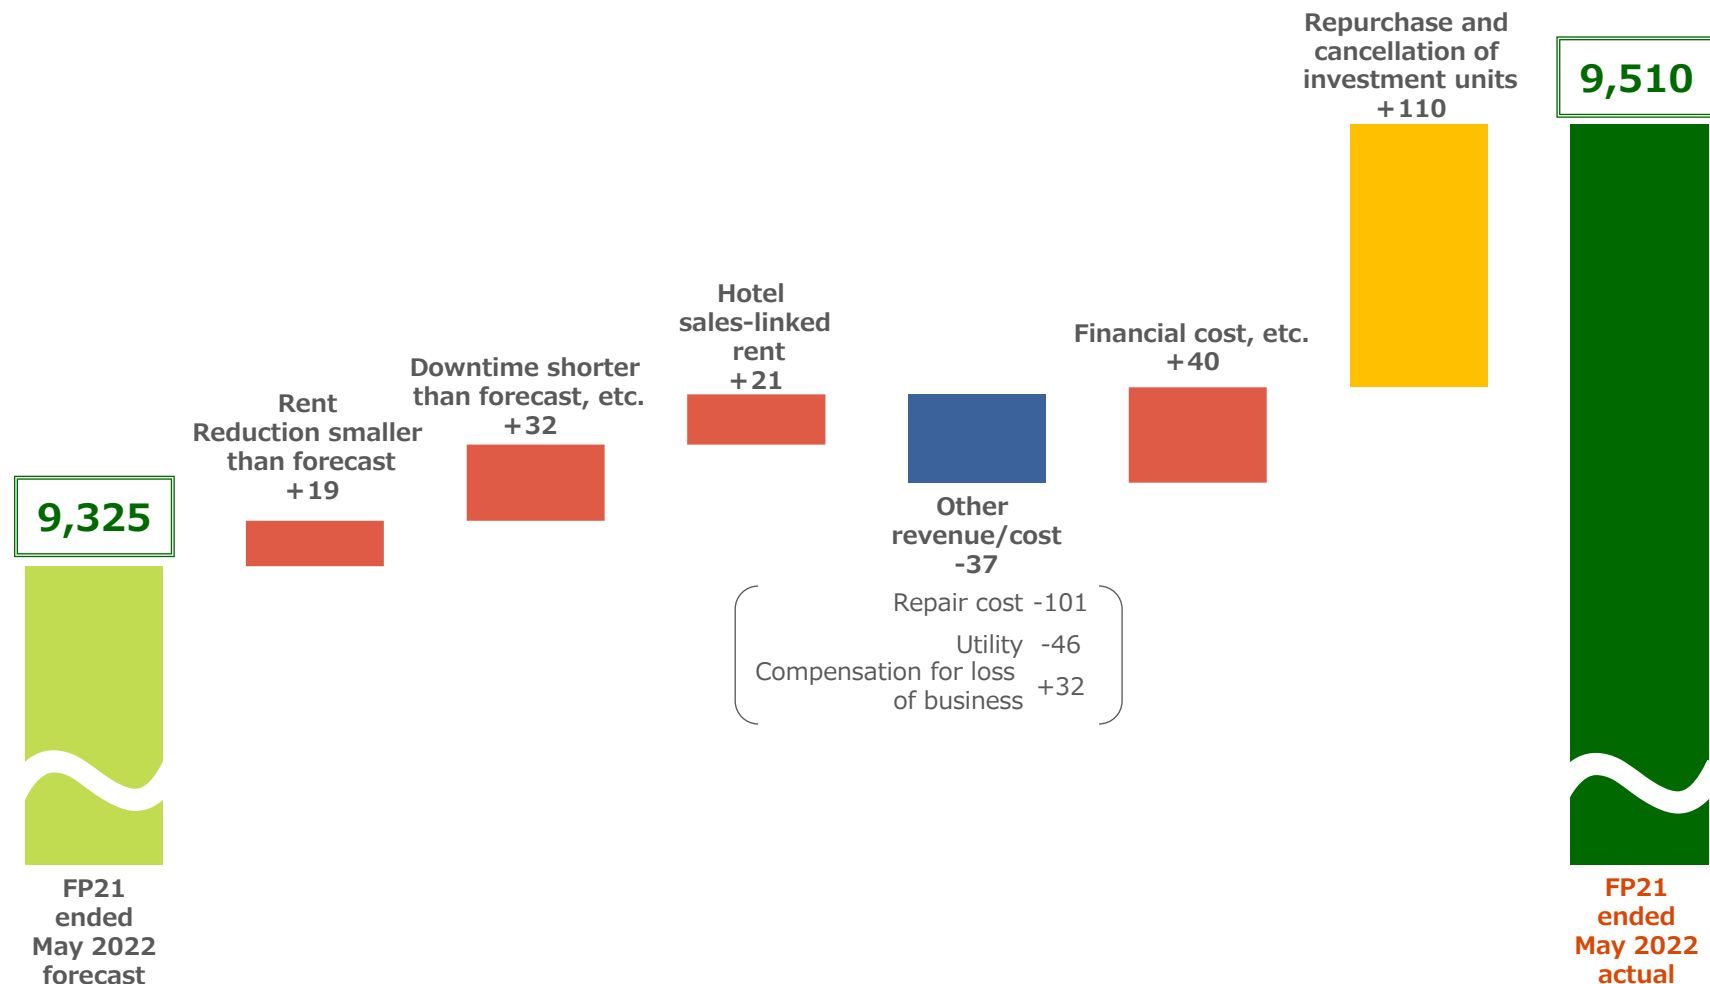 9,325
FP21
ended
May 2022
forecast
Rent
Reduction smaller
than forecast
+19
Downtime shorter
than forecast, etc.
+32
Hotel
sales-linked
rent
+21
Other
revenue/cost
-37
Repair cost -101
Utility -46
Compensation for loss
of business +32
Financial cost, etc.
+40
Repurchase and
cancellation of
investment units
+110
9,510
FP21
ended
May 2022
actual